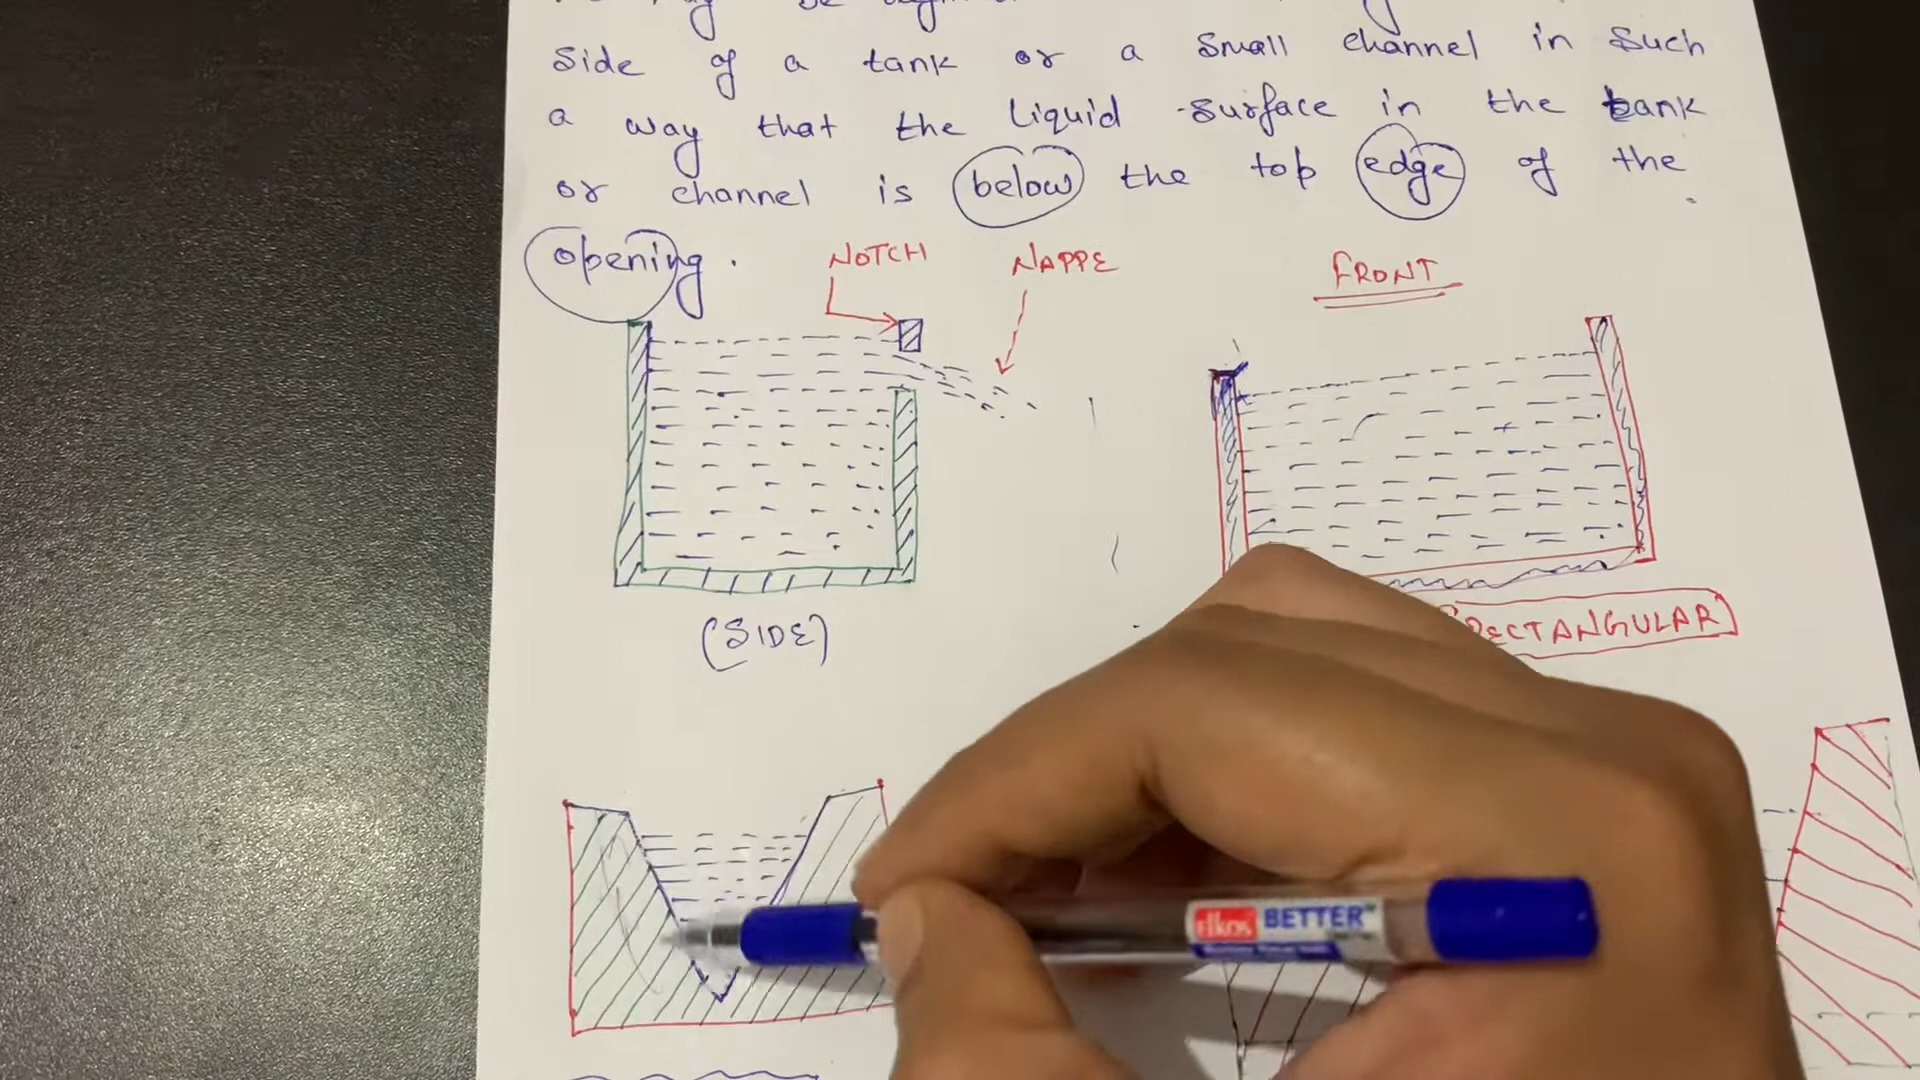 Side of a tank or a small channel in such
a way that the liquid surface in the tank
or channel is below the top edge of the
opening.
NOTCH
NAPPE
FRONT
(SIDE)
RECTANGULAR
elkos BETTER